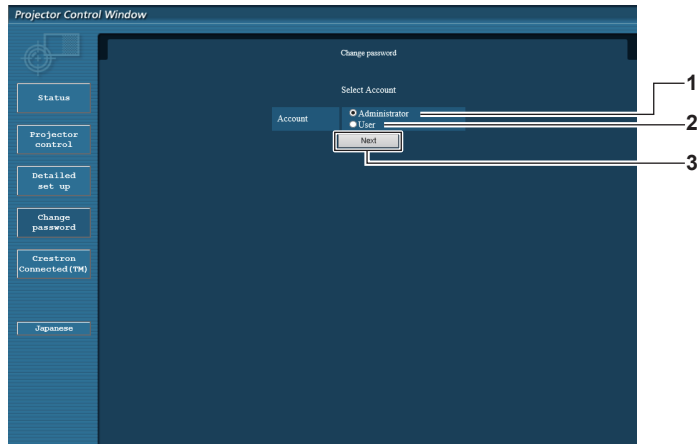 Projector Control Window
Change password
Select Account
Account
Administrator
User
Next
Status
Projector
control
Detailed
set up
Change
password
Crestron
Connected(TM)
Japanese
1
2
3